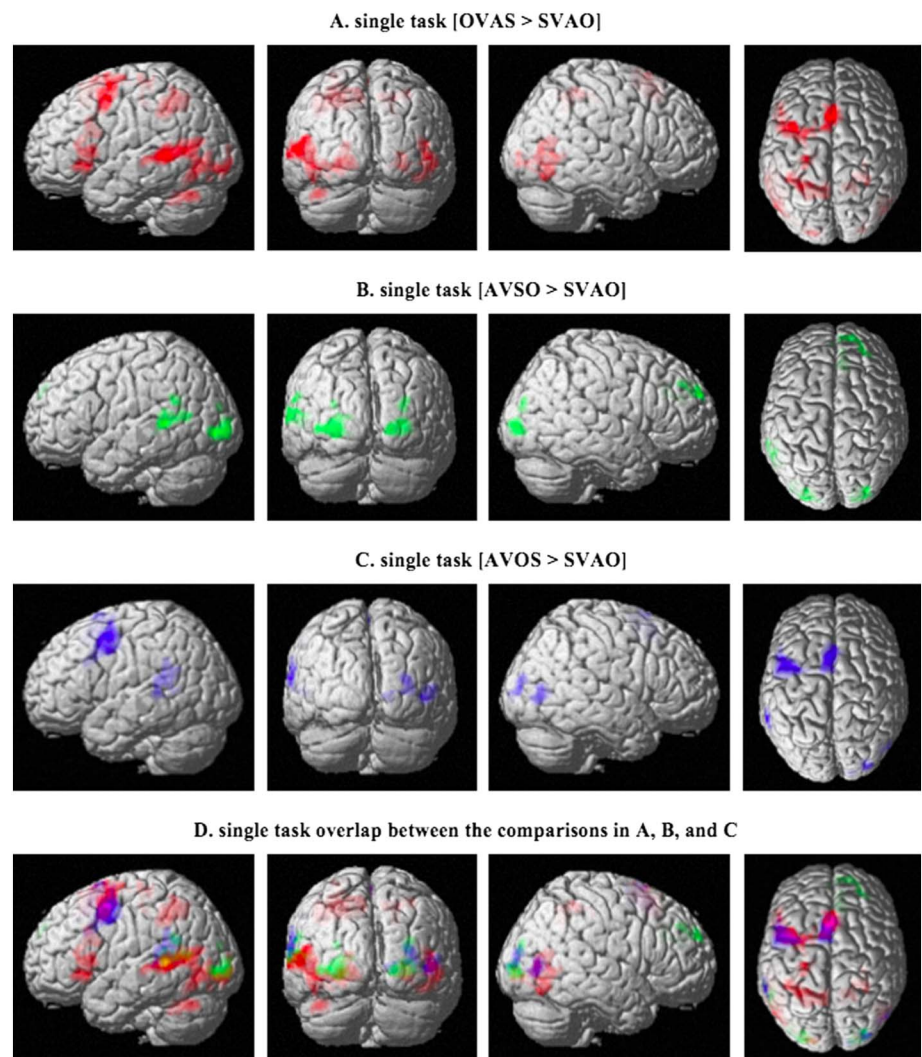 A. single task [OVAS > SVAO]
B. single task [AVSO > SVAO]
C. single task [AVOS > SVAO]
D. single task overlap between the comparisons in A, B, and C